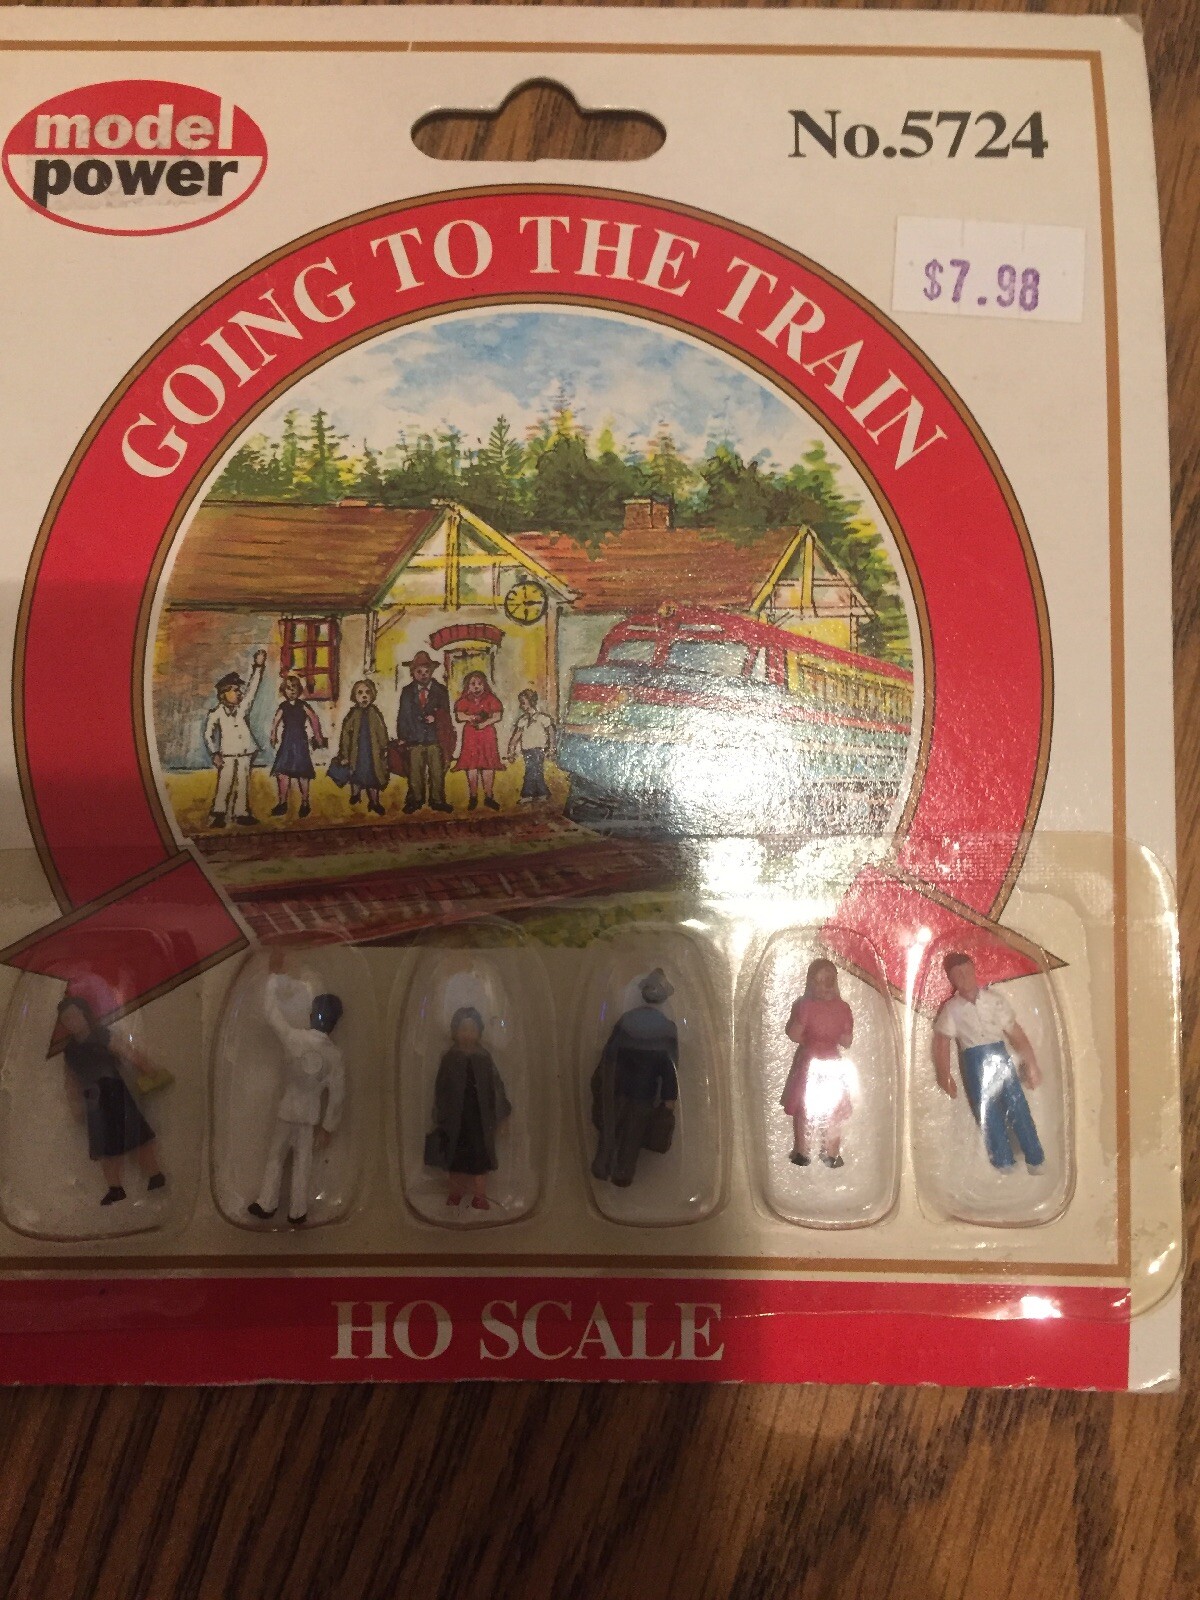 model
power
No.5724
$7.98
GOING TO THE TRAIN
HO SCALE